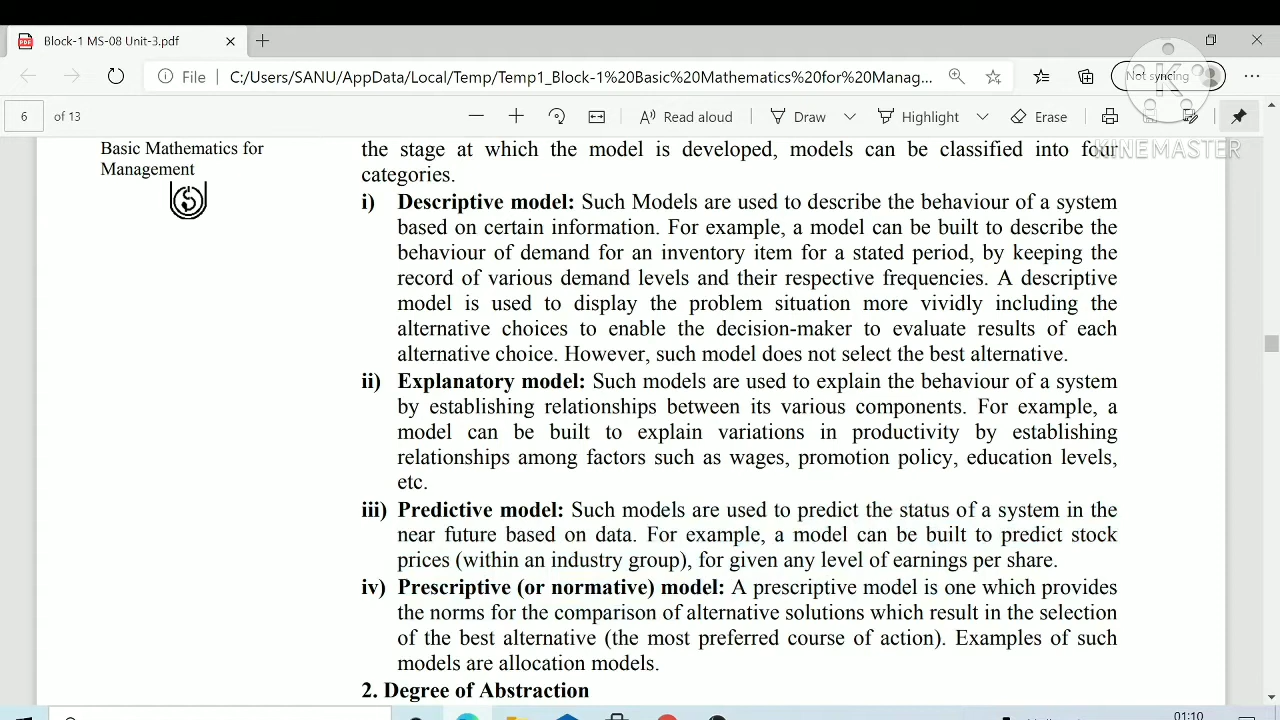 Block-1 MS-08 Unit-3.pdf
File
C:/Users/SANU/AppData/Local/Temp/Temp1_Block-1%20Basic%20Mathematics%20for%20Manag...
Not syncing
6 of 13
Read aloud
Draw
Highlight
Erase
KINEMASTER
Basic Mathematics for
Management
the stage at which the model is developed, models can be classified into four
categories.
i) Descriptive model: Such Models are used to describe the behaviour of a system
based on certain information. For example, a model can be built to describe the
behaviour of demand for an inventory item for a stated period, by keeping the
record of various demand levels and their respective frequencies. A descriptive
model is used to display the problem situation more vividly including the
alternative choices to enable the decision-maker to evaluate results of each
alternative choice. However, such model does not select the best alternative.
ii) Explanatory model: Such models are used to explain the behaviour of a system
by establishing relationships between its various components. For example, a
model can be built to explain variations in productivity by establishing
relationships among factors such as wages, promotion policy, education levels,
etc.
iii) Predictive model: Such models are used to predict the status of a system in the
near future based on data. For example, a model can be built to predict stock
prices (within an industry group), for given any level of earnings per share.
iv) Prescriptive (or normative) model: A prescriptive model is one which provides
the norms for the comparison of alternative solutions which result in the selection
of the best alternative (the most preferred course of action). Examples of such
models are allocation models.
2. Degree of Abstraction
01:10